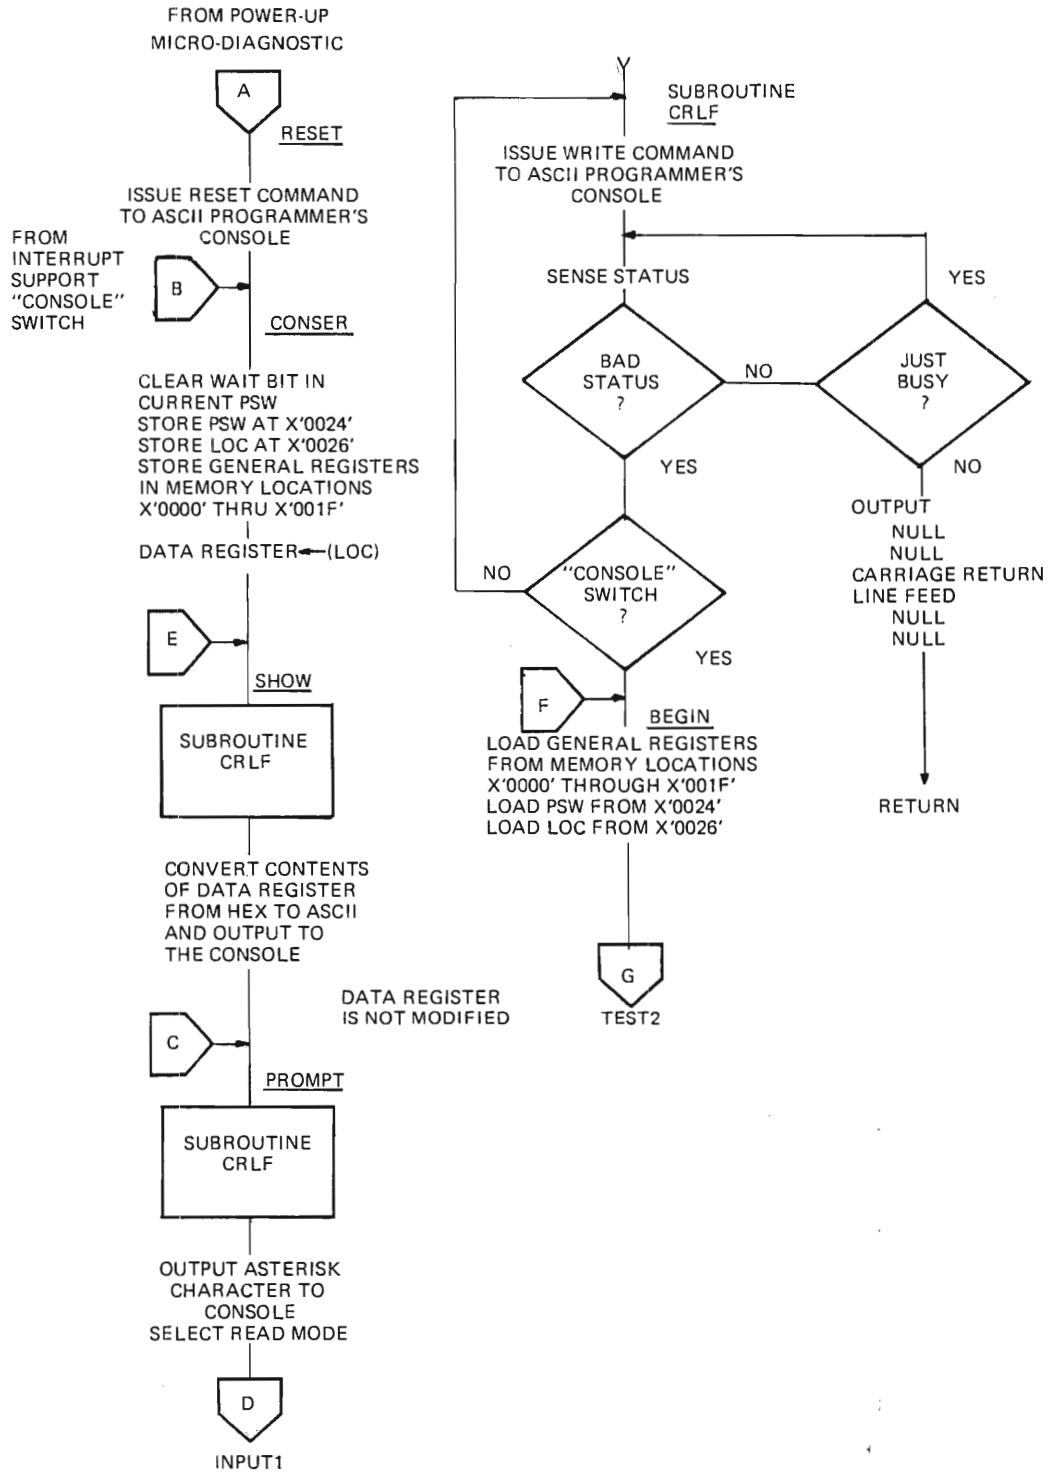 FROM POWER-UP
MICRO-DIAGNOSTIC
A
RESET
ISSUE RESET COMMAND
TO ASCII PROGRAMMER'S
CONSOLE
FROM
INTERRUPT
SUPPORT
"CONSOLE"
SWITCH
B
CONSER
CLEAR WAIT BIT IN
CURRENT PSW
STORE PSW AT X'0024'
STORE LOC AT X'0026'
STORE GENERAL REGISTERS
IN MEMORY LOCATIONS
X'0000' THRU X'001F'
DATA REGISTER←(LOC)
E
SHOW
SUBROUTINE
CRLF
CONVERT CONTENTS
OF DATA REGISTER
FROM HEX TO ASCII
AND OUTPUT TO
THE CONSOLE
DATA REGISTER
IS NOT MODIFIED
C
PROMPT
SUBROUTINE
CRLF
OUTPUT ASTERISK
CHARACTER TO
CONSOLE
SELECT READ MODE
D
INPUT1
SUBROUTINE
CRLF
ISSUE WRITE COMMAND
TO ASCII PROGRAMMER'S
CONSOLE
SENSE STATUS
BAD
STATUS
?
NO
YES
JUST
BUSY
?
YES
NO
OUTPUT
NULL
NULL
CARRIAGE RETURN
LINE FEED
NULL
NULL
RETURN
"CONSOLE"
SWITCH
?
NO
YES
F
BEGIN
LOAD GENERAL REGISTERS
FROM MEMORY LOCATIONS
X'0000' THROUGH X'001F'
LOAD PSW FROM X'0024'
LOAD LOC FROM X'0026'
G
TEST2